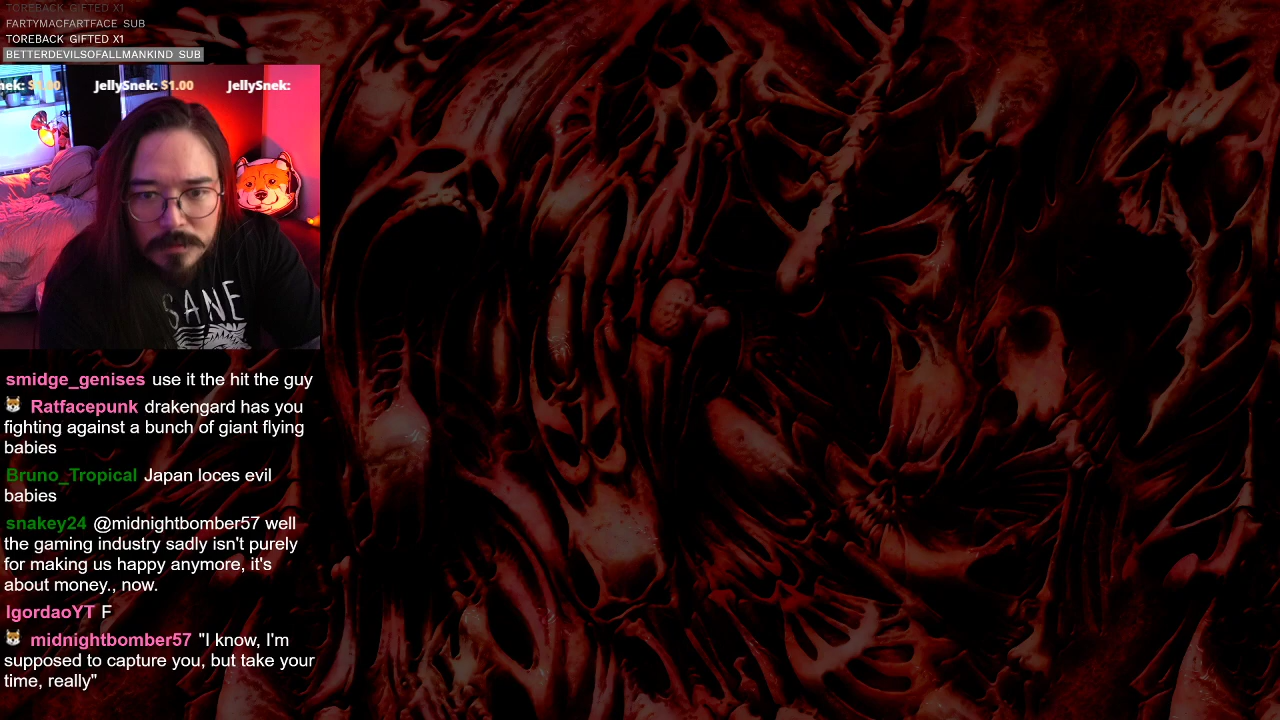 TOREBACK GIFTED X1
FARTYMACFARTFACE SUB
TOREBACK GIFTED X1
BETTERDEVILSOFALLMANKIND SUB
nek: $1.00 JellySnek: $1.00 JellySnek:
SANE
smidge_genises use it the hit the guy
Ratfacepunk drakengard has you
fighting against a bunch of giant flying
babies
Bruno_Tropical Japan loces evil
babies
snakey24 @midnightbomber57 well
the gaming industry sadly isn't purely
for making us happy anymore, it's
about money., now.
IgordaoYT F
midnightbomber57 "I know, I'm
supposed to capture you, but take your
time, really"